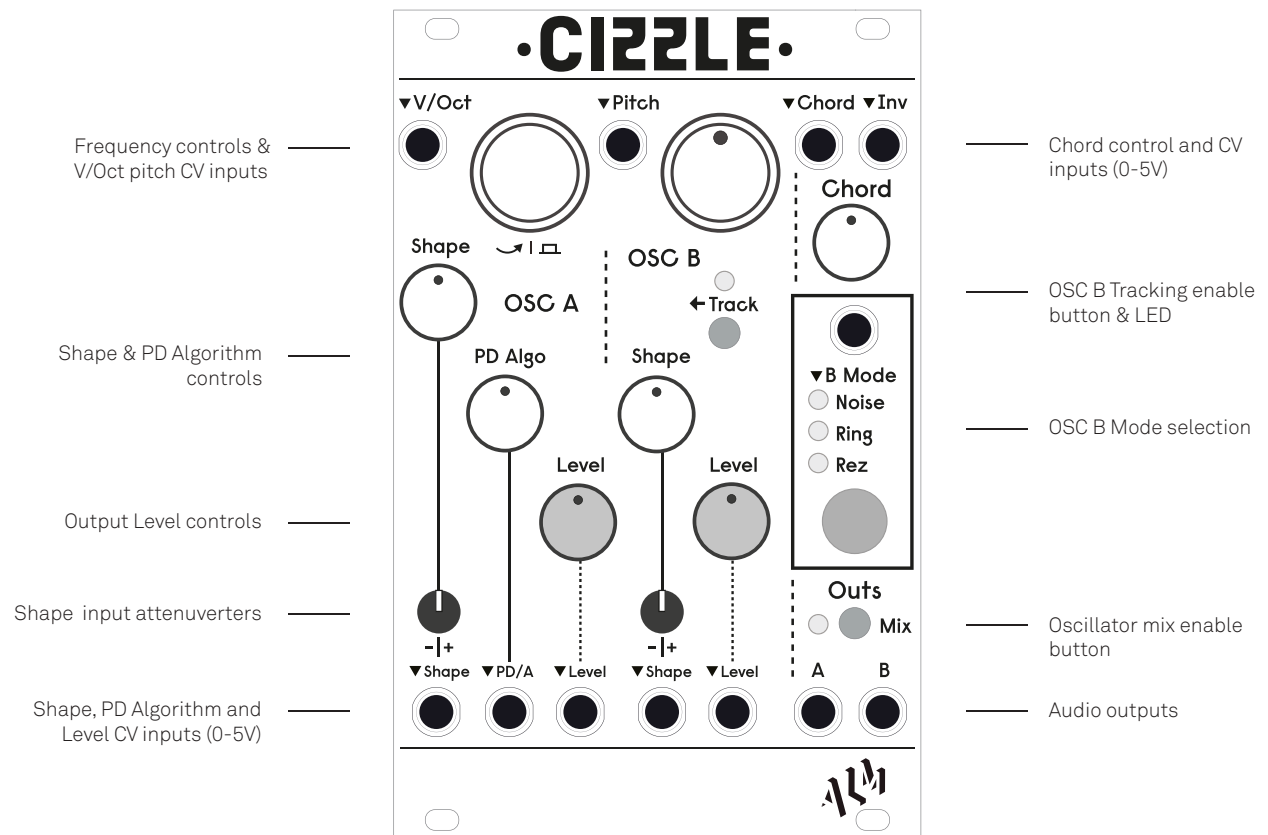 ·CIZZLE·
▼V/Oct
▼Pitch
▼Chord ▼Inv
Frequency controls &
V/Oct pitch CV inputs
Chord control and CV
inputs (0-5V)
Chord
Shape
OSC B
OSC A
←Track
OSC B Tracking enable
button & LED
Shape & PD Algorithm
controls
PD Algo
Shape
▼B Mode
Noise
Ring
Rez
OSC B Mode selection
Level
Level
Output Level controls
Outs
Mix
Shape input attenuverters
-|+
-|+
Oscillator mix enable
button
▼Shape ▼PD/A ▼Level ▼Shape ▼Level
A B
Shape, PD Algorithm and
Level CV inputs (0-5V)
Audio outputs
ALM